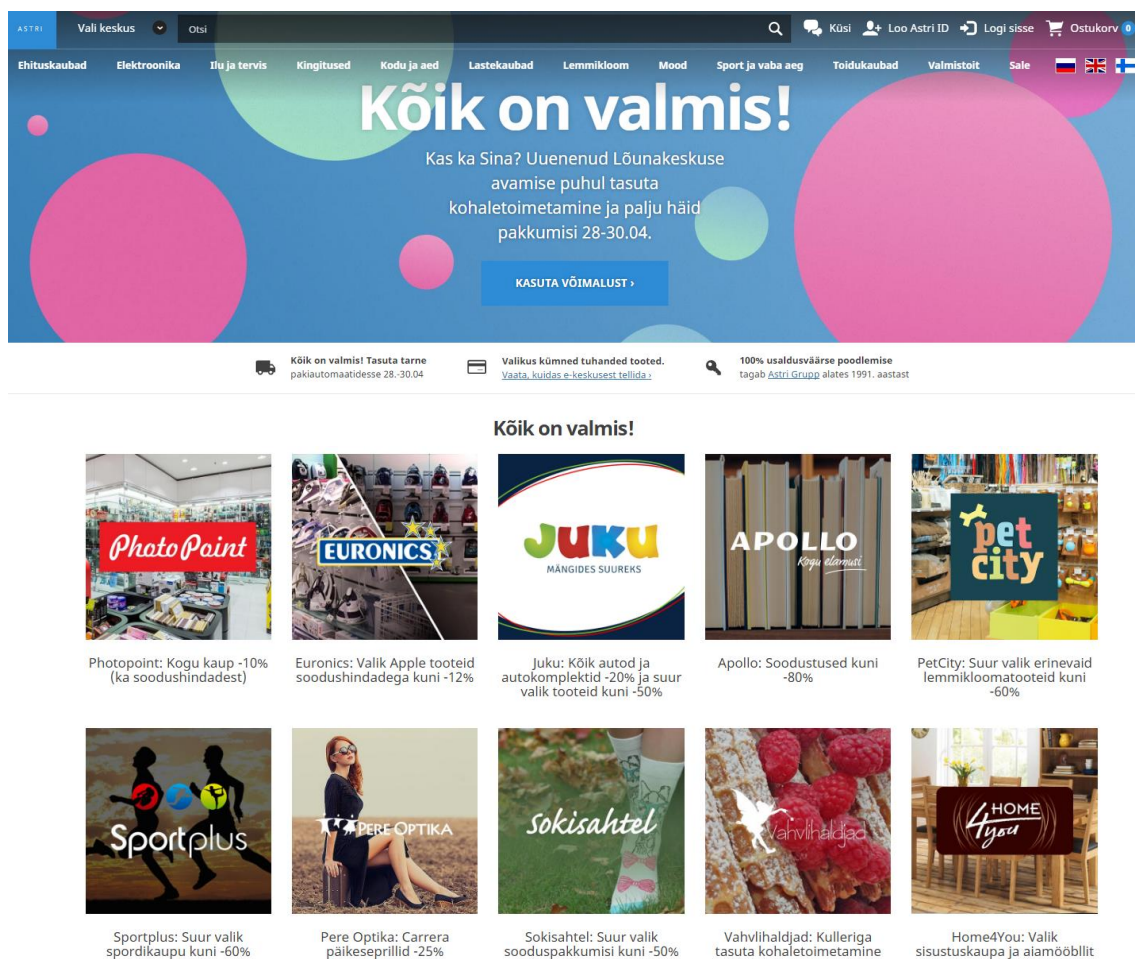 ASTRI
Vali keskus
Otsi
Küsi
Loo Astri ID
Logi sisse
Ostukorv 0
Ehituskaubad Elektroonika Ilu ja tervis Kingitused Kodu ja aed Lastekaubad Lemmikloom Mood Sport ja vaba aeg Toidukaubad Valmistoit Sale
Kõik on valmis!
Kas ka Sina? Uuenenud Lõunakeskuse
avamise puhul tasuta
kohaletoimetamine ja palju häid
pakkumisi 28-30.04.
KASUTA VÕIMALUST ›
Kõik on valmis! Tasuta tarne
pakiautomaatidesse 28.-30.04
Valikus kümned tuhanded tooted.
Vaata, kuidas e-keskusest tellida ›
100% usaldusväärse poodlemise
tagab Astri Grupp alates 1991. aastast
Kõik on valmis!
Photo Point
EURONICS
JUKU
MÄNGIDES SUUREKS
APOLLO
Kogu elamusi
pet
city
Photopoint: Kogu kaup -10%
(ka soodushindadest)
Euronics: Valik Apple tooteid
soodushindadega kuni -12%
Juku: Kõik autod ja
autokomplektid -20% ja suur
valik tooteid kuni -50%
Apollo: Soodustused kuni
-80%
PetCity: Suur valik erinevaid
lemmikloomatooteid kuni
-60%
Sportplus
PERE OPTIKA
Sokisahtel
Vahvlihaldjad
4 HOME
you
Sportplus: Suur valik
spordikaupu kuni -60%
Pere Optika: Carrera
päikeseprillid -25%
Sokisahtel: Suur valik
sooduspakkumisi kuni -50%
Vahvlihaldjad: Kulleriga
tasuta kohaletoimetamine
Home4You: Valik
sisustuskaupa ja aiamööbllit